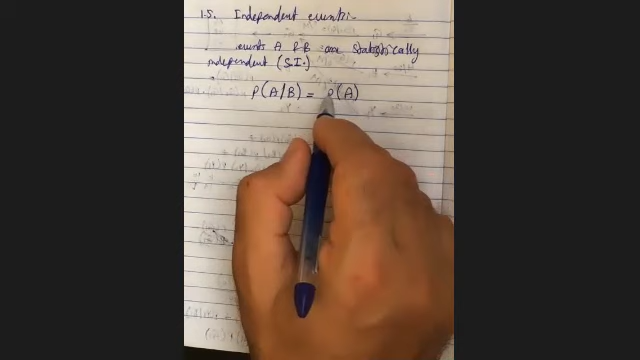 1.5. Independent events:-
events A & B are statistically
independent (S.I.)
P(A/B) = P(A)